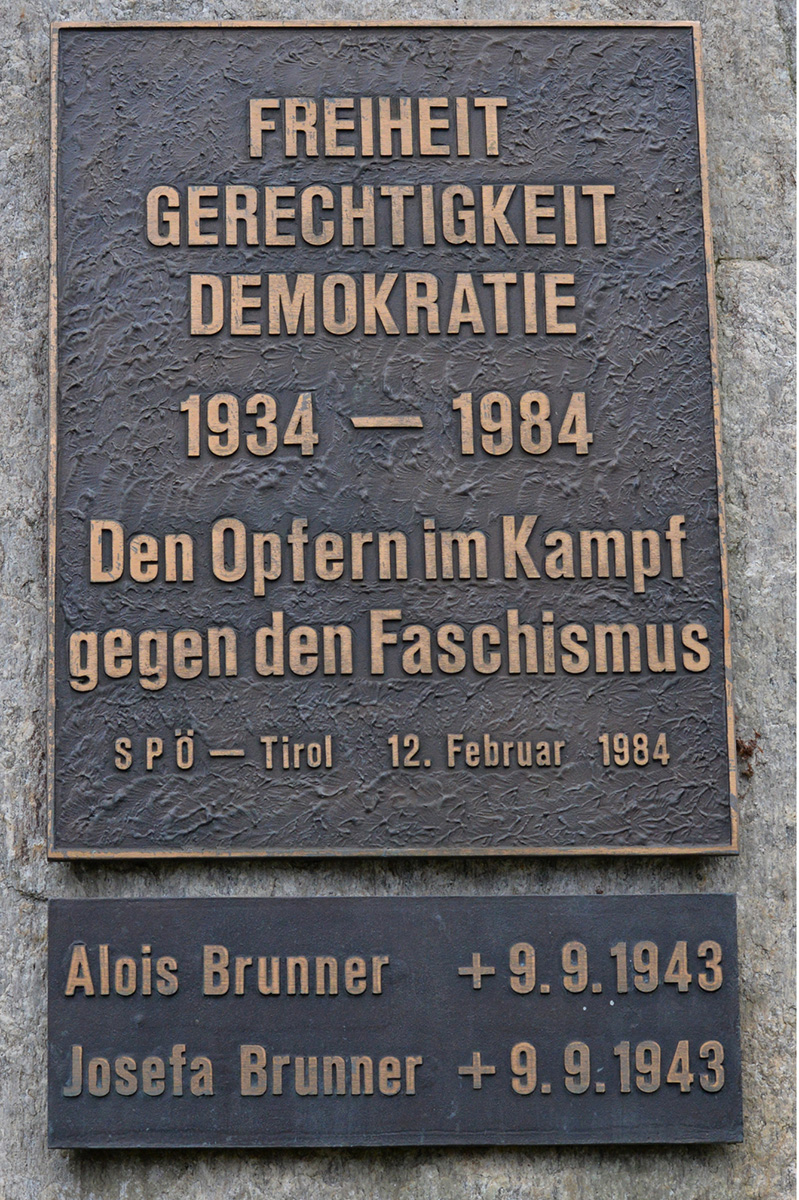 FREIHEIT
GERECHTIGKEIT
DEMOKRATIE
1934 — 1984
Den Opfern im Kampf
gegen den Faschismus
SPÖ — Tirol 12. Februar 1984
Alois Brunner + 9.9.1943
Josefa Brunner + 9.9.1943